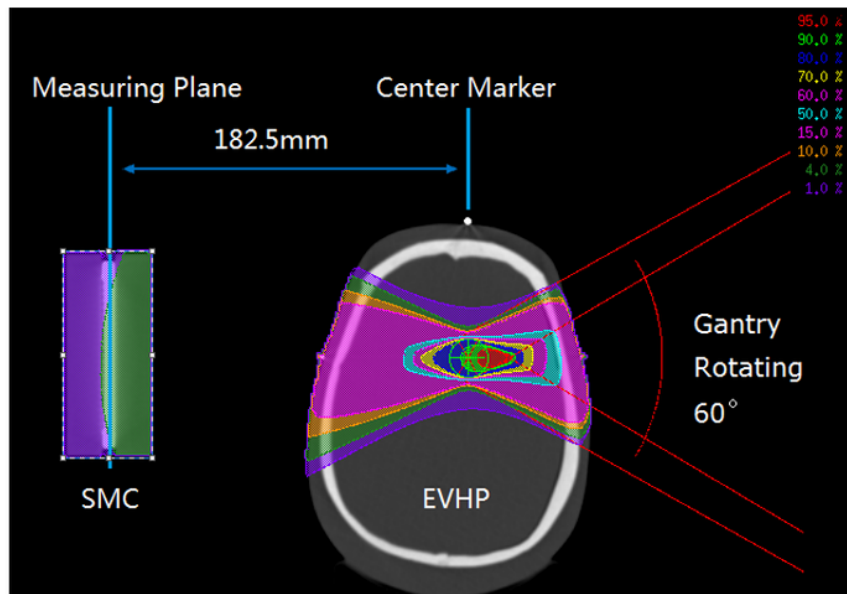 95.0 %
90.0 %
80.0 %
70.0 %
60.0 %
50.0 %
15.0 %
10.0 %
4.0 %
1.0 %
Measuring Plane
Center Marker
182.5mm
Gantry
Rotating
60°
SMC
EVHP